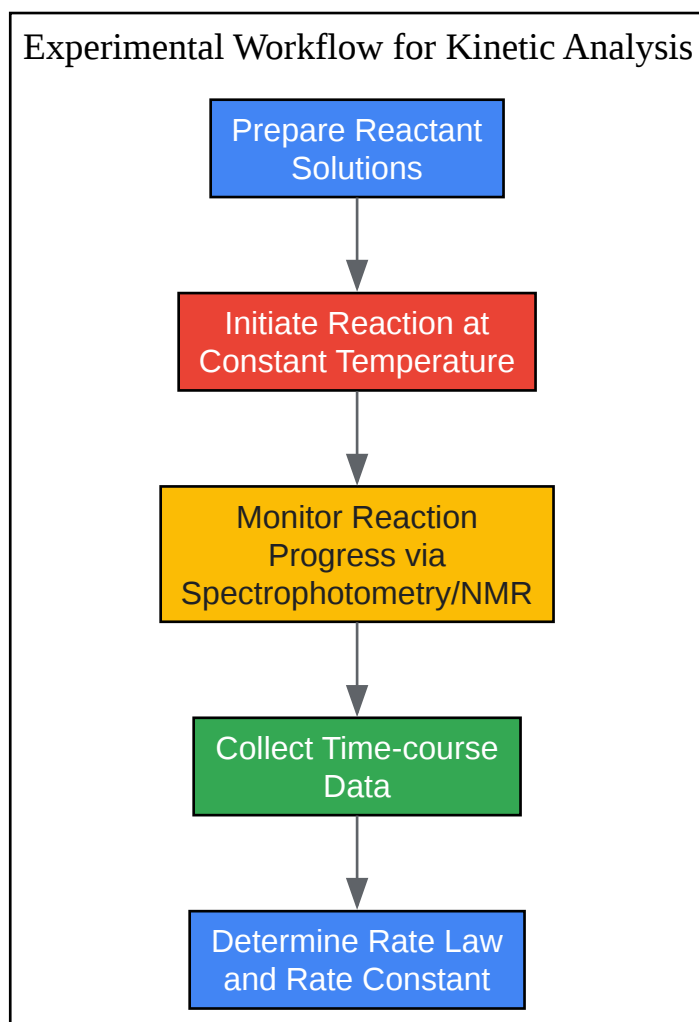 Experimental Workflow for Kinetic Analysis
Prepare Reactant
Solutions
Initiate Reaction at
Constant Temperature
Monitor Reaction
Progress via
Spectrophotometry/NMR
Collect Time-course
Data
Determine Rate Law
and Rate Constant